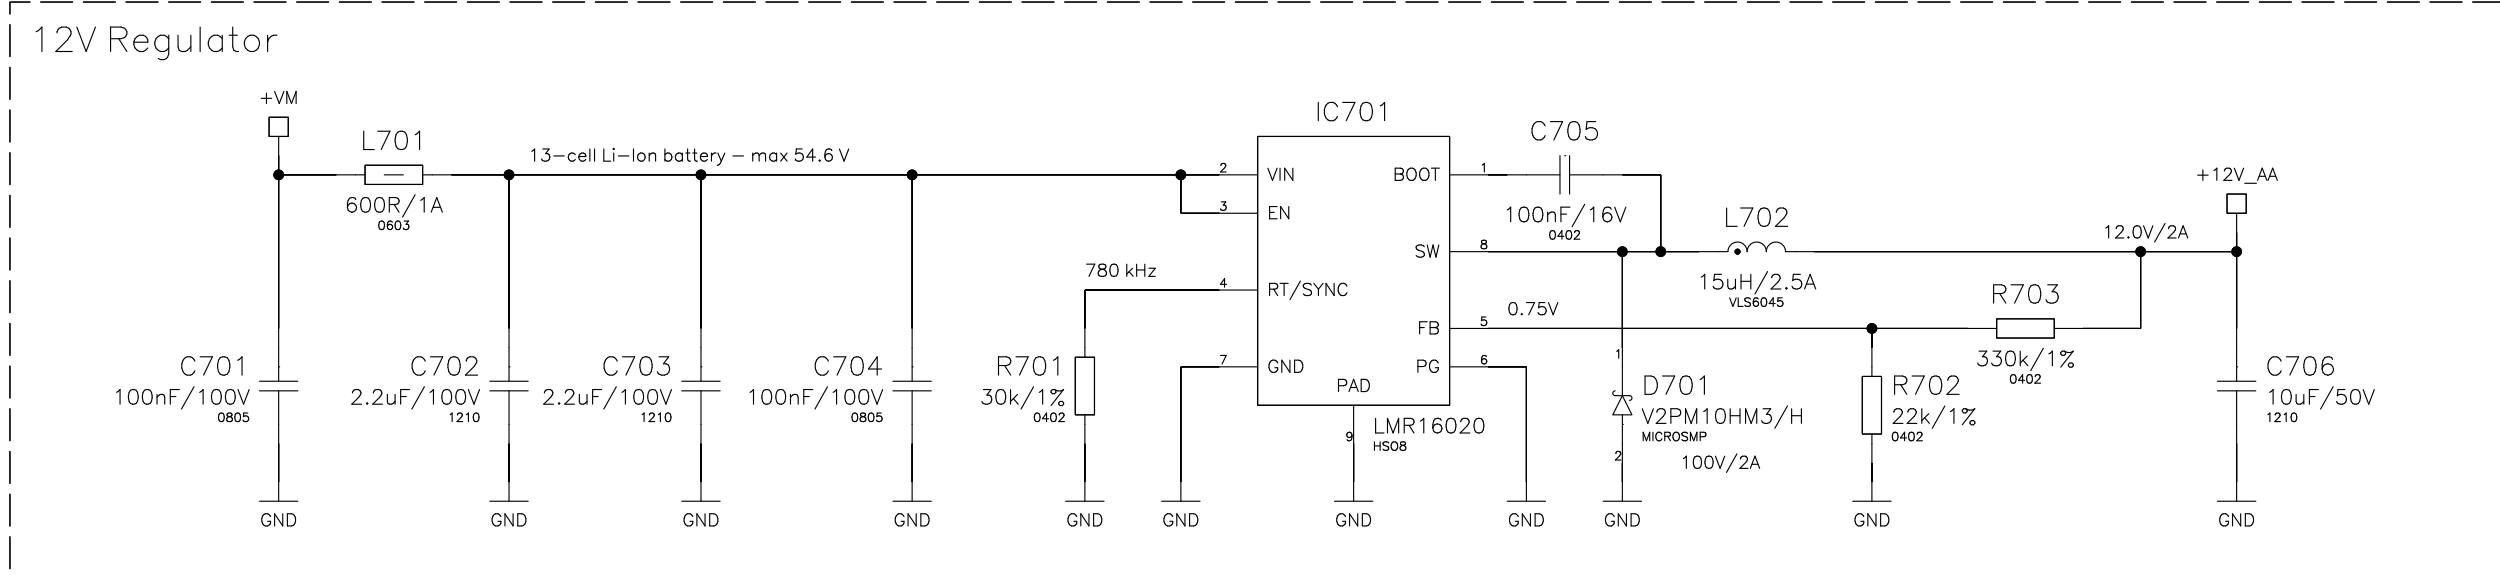 12V Regulator
+VM
L701
600R/1A
0603
13-cell Li-Ion battery - max 54.6 V
C701
100nF/100V
0805
GND
C702
2.2uF/100V
1210
GND
C703
2.2uF/100V
1210
GND
C704
100nF/100V
0805
GND
780 kHz
R701
30k/1%
0402
GND
GND
IC701
2 VIN
3 EN
4 RT/SYNC
7 GND
BOOT 1
SW 8
FB 5
PG 6
PAD
9
LMR16020
HSO8
GND
GND
C705
100nF/16V
0402
0.75V
1
D701
V2PM10HM3/H
MICROSMP
100V/2A
2
GND
L702
15uH/2.5A
VLS6045
R702
22k/1%
0402
GND
R703
330k/1%
0402
12.0V/2A
+12V_AA
C706
10uF/50V
1210
GND